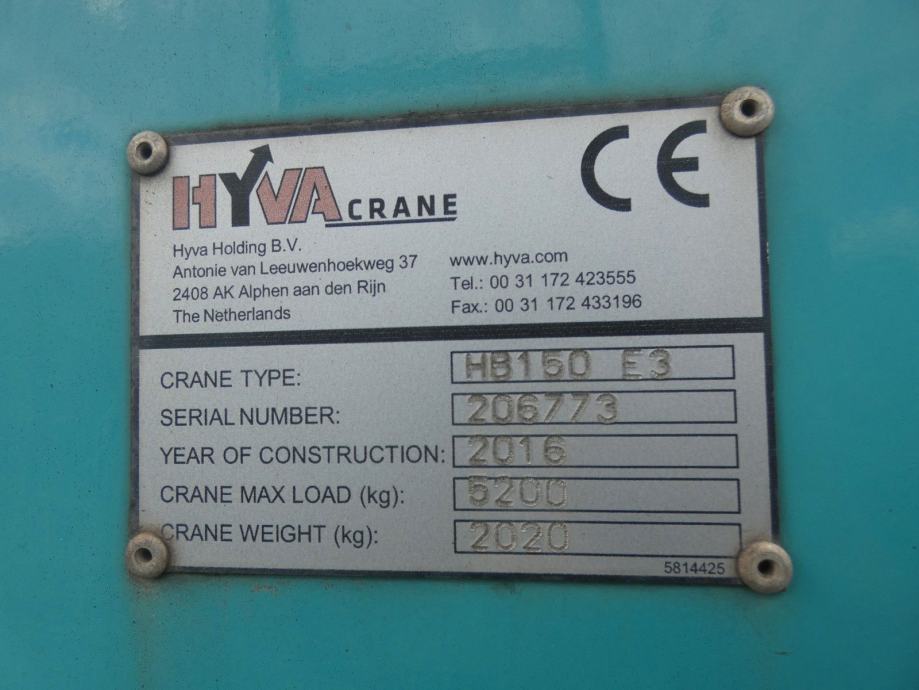 HYVA CRANE
CE
Hyva Holding B.V.
Antonie van Leeuwenhoekweg 37
2408 AK Alphen aan den Rijn
The Netherlands
www.hyva.com
Tel.: 00 31 172 423555
Fax.: 00 31 172 433196
CRANE TYPE: HB150 E3
SERIAL NUMBER: 206773
YEAR OF CONSTRUCTION: 2016
CRANE MAX LOAD (kg): 5200
CRANE WEIGHT (kg): 2020
5814425